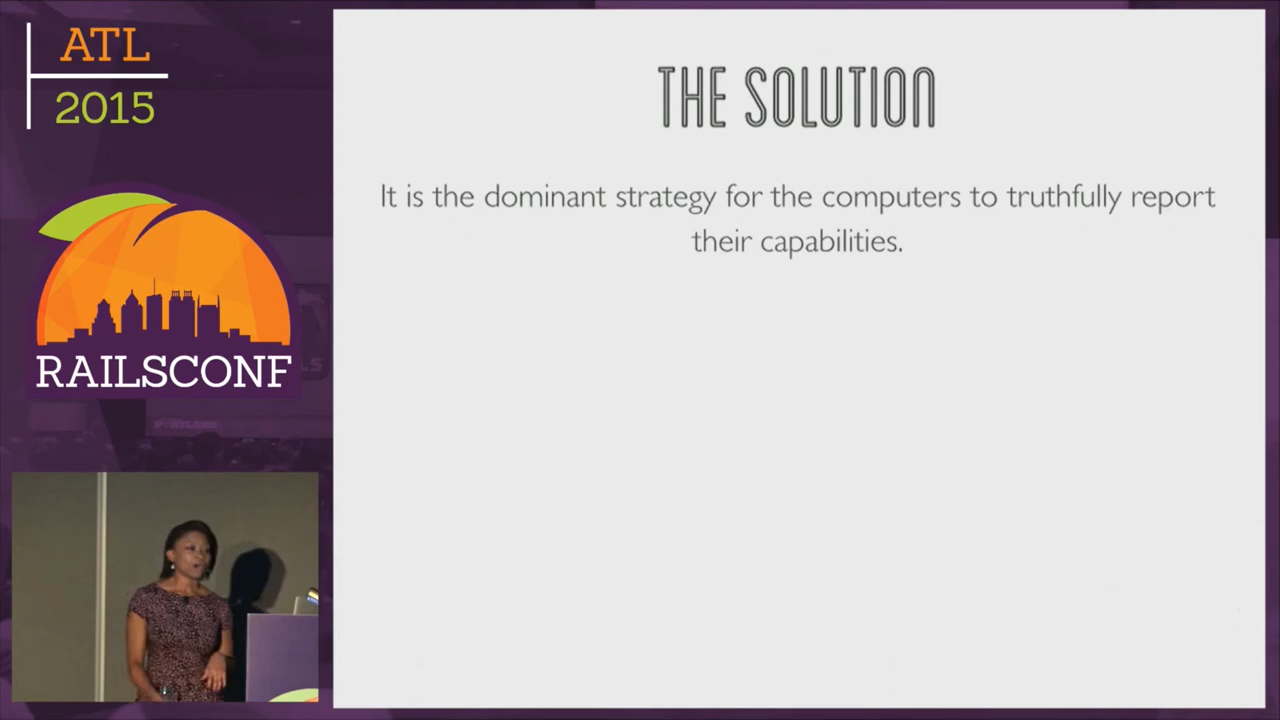 ATL
2015
RAILSCONF
THE SOLUTION
It is the dominant strategy for the computers to truthfully report
their capabilities.